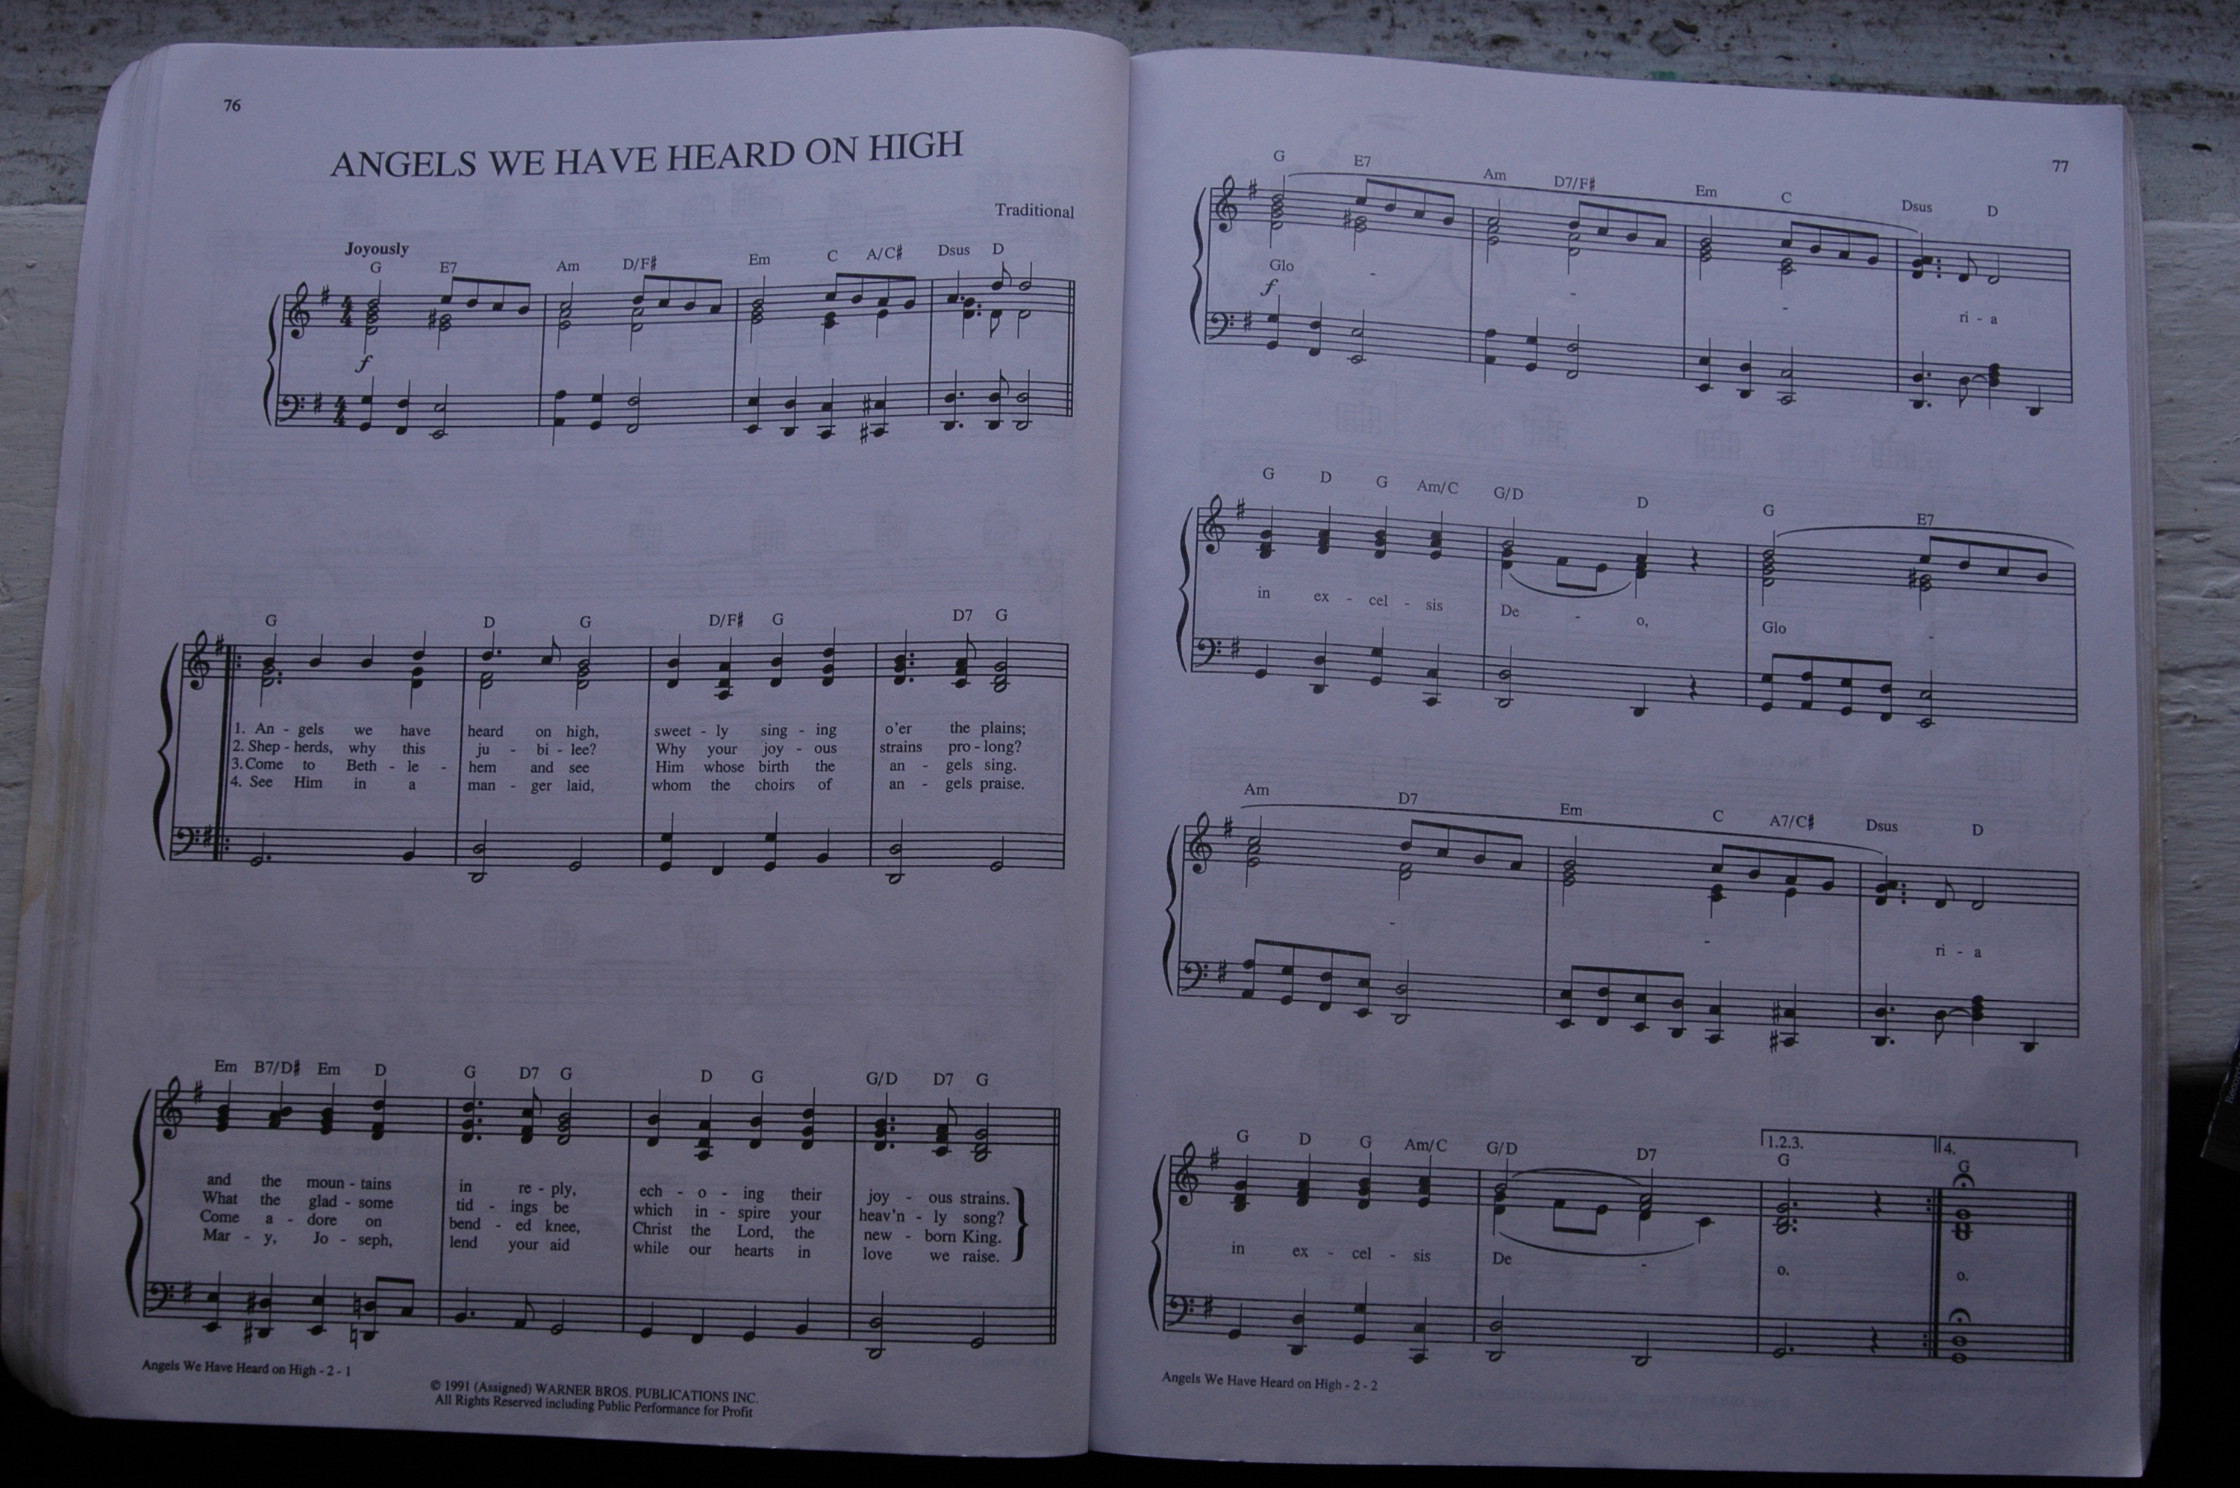 76
ANGELS WE HAVE HEARD ON HIGH
Traditional
Joyously
G E7 Am D/F♯ Em C A/C♯ Dsus D
f
G D G D/F♯ G D7 G
1. An - gels we have heard on high, sweet - ly sing - ing o'er the plains;
2. Shep - herds, why this ju - bi - lee? Why your joy - ous strains pro - long?
3. Come to Beth - le - hem and see Him whose birth the an - gels sing.
4. See Him in a man - ger laid, whom the choirs of an - gels praise.
Em B7/D♯ Em D G D7 G D G G/D D7 G
and the moun - tains in re - ply, ech - o - ing their joy - ous strains.
What the glad - some tid - ings be which in - spire your heav'n - ly song?
Come a - dore on bend - ed knee, Christ the Lord, the new - born King.
Mar - y, Jo - seph, lend your aid while our hearts in love we raise.
Angels We Have Heard on High - 2 - 1
© 1991 (Assigned) WARNER BROS. PUBLICATIONS INC.
All Rights Reserved including Public Performance for Profit
77
G E7 Am D7/F♯ Em C Dsus D
Glo - - - ri - a
f
G D G Am/C G/D D G E7
in ex - cel - sis De - o, Glo -
Am D7 Em C A7/C♯ Dsus D
- - ri - a
1.2.3. 4.
G D G Am/C G/D D7 G G
in ex - cel - sis De - o. o.
Angels We Have Heard on High - 2 - 2